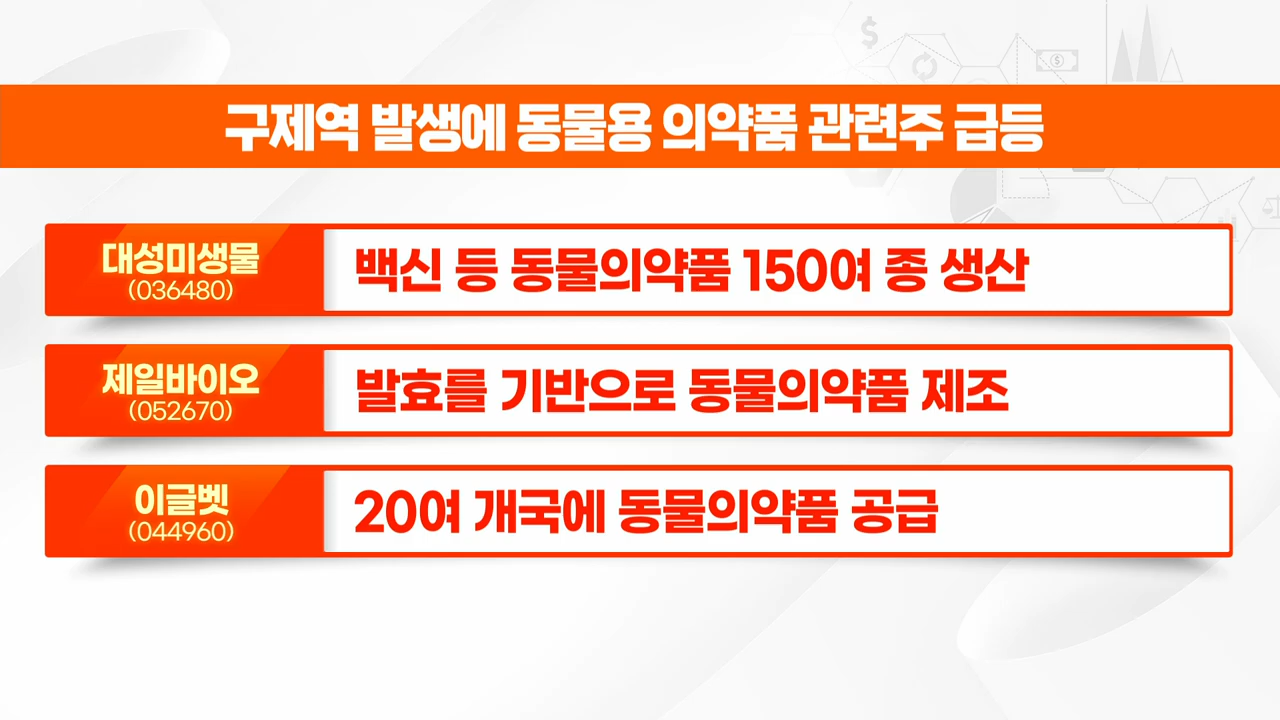 구제역 발생에 동물용 의약품 관련주 급등
대성미생물
(036480)
백신 등 동물의약품 150여 종 생산
제일바이오
(052670)
발효를 기반으로 동물의약품 제조
이글벳
(044960)
20여 개국에 동물의약품 공급